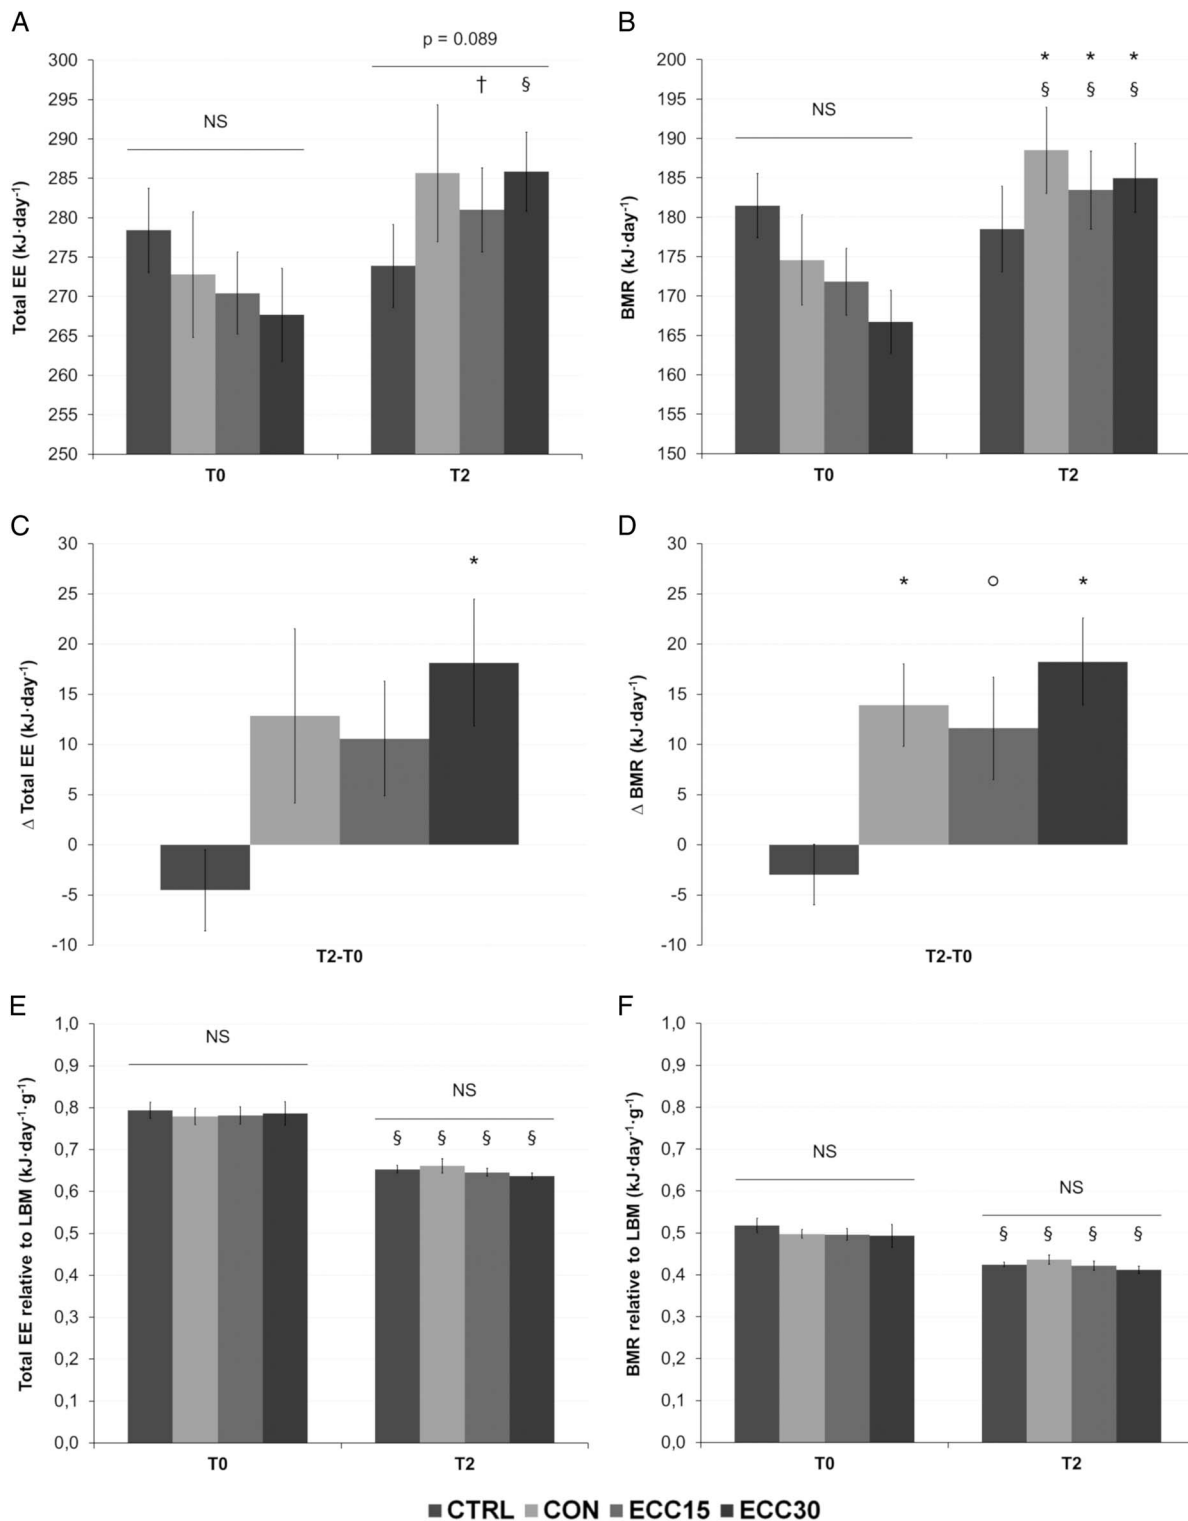 A
p = 0.089
300
† §
295
290
NS
285
280
275
270
265
260
255
250
Total EE (kJ·day⁻¹)
T0 T2
B
200
* * *
§ § §
195
NS
190
185
180
175
170
165
160
155
150
BMR (kJ·day⁻¹)
T0 T2
C
30
*
25
20
15
10
5
0
-5
-10
Δ Total EE (kJ·day⁻¹)
T2-T0
D
30
* ○ *
25
20
15
10
5
0
-5
-10
Δ BMR (kJ·day⁻¹)
T2-T0
E
1,0
NS
0,9
NS
0,8
§ § § §
0,7
0,6
0,5
0,4
0,3
0,2
0,1
0,0
Total EE relative to LBM (kJ·day⁻¹·g⁻¹)
T0 T2
F
1,0
0,9
0,8
0,7
NS
0,6
NS
0,5
§ § § §
0,4
0,3
0,2
0,1
0,0
BMR relative to LBM (kJ·day⁻¹·g⁻¹)
T0 T2
CTRL CON ECC15 ECC30